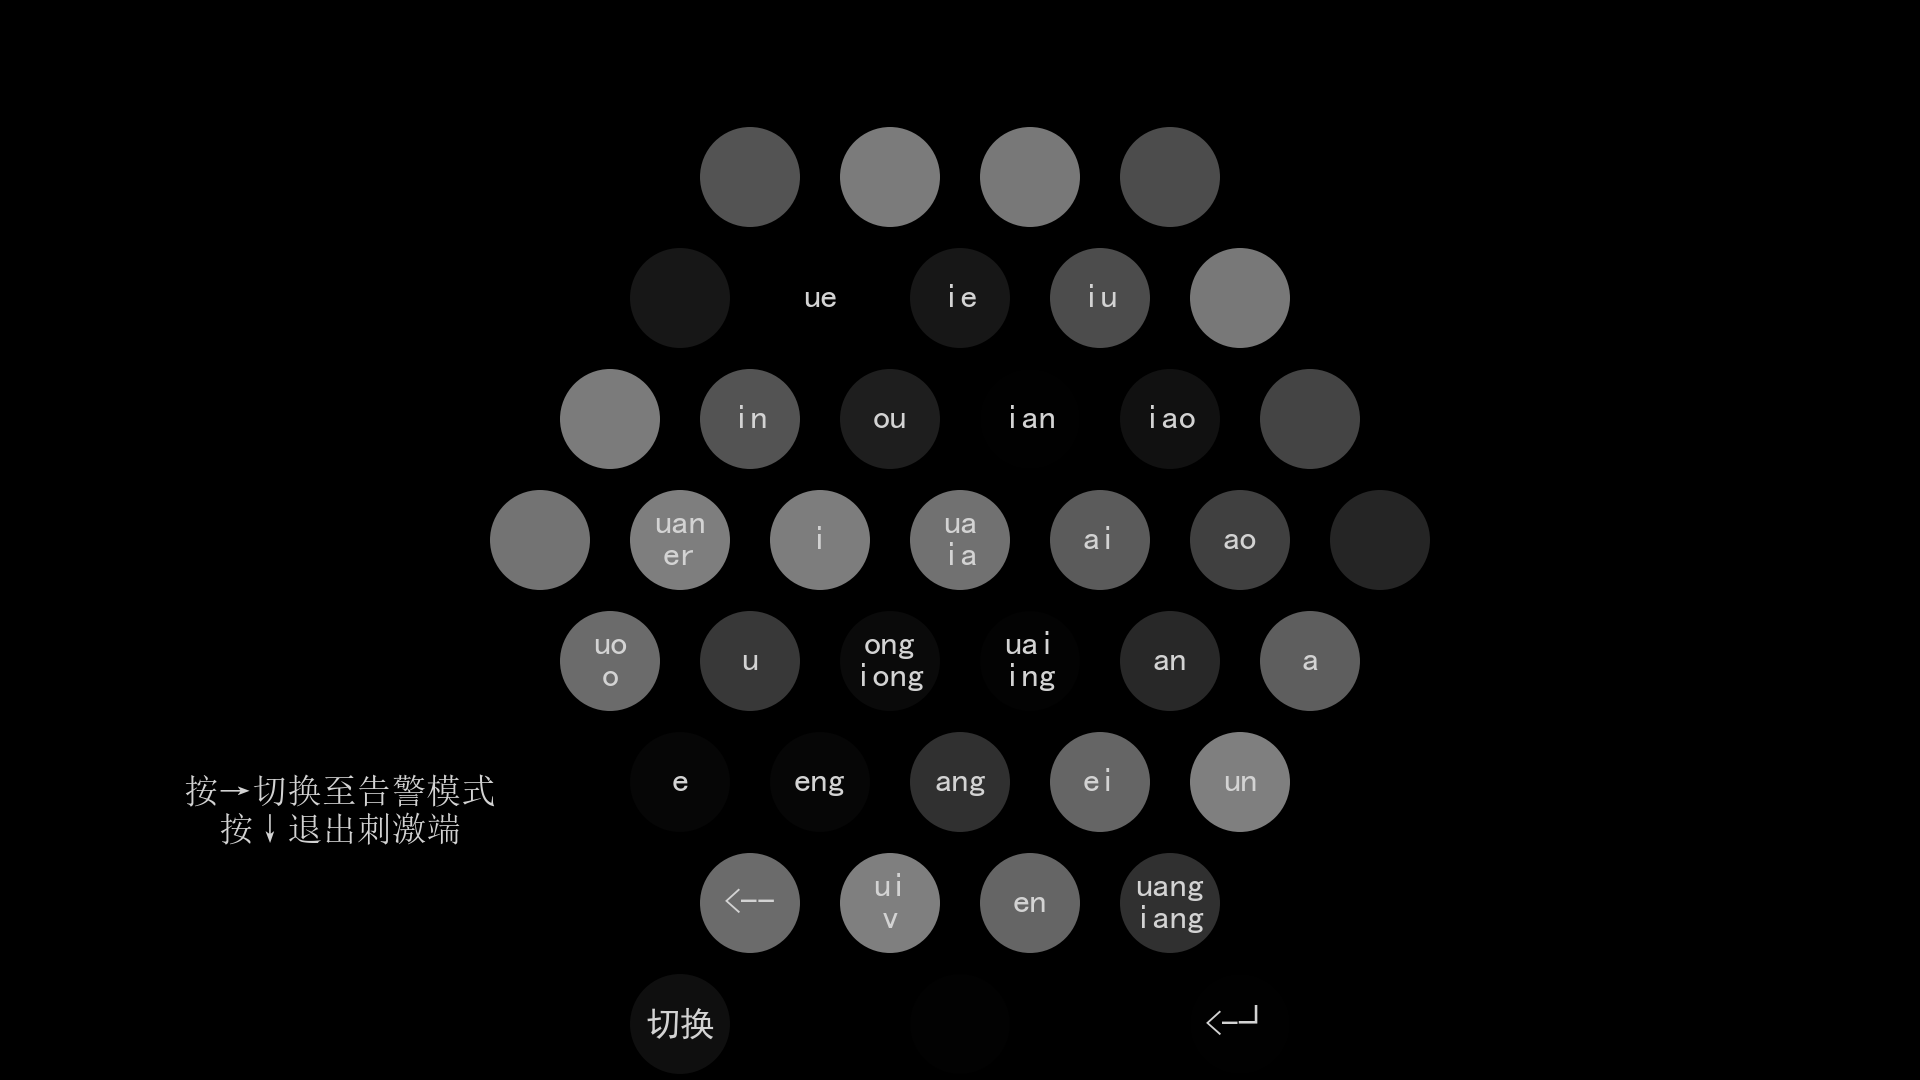 ue
ie
iu
in
ou
ian
iao
uan
er
i
ua
ia
ai
ao
uo
o
u
ong
iong
uai
ing
an
a
e
eng
ang
ei
un
按→切换至告警模式
按↓退出刺激端
<--
ui
v
en
uang
iang
切换
<-┘